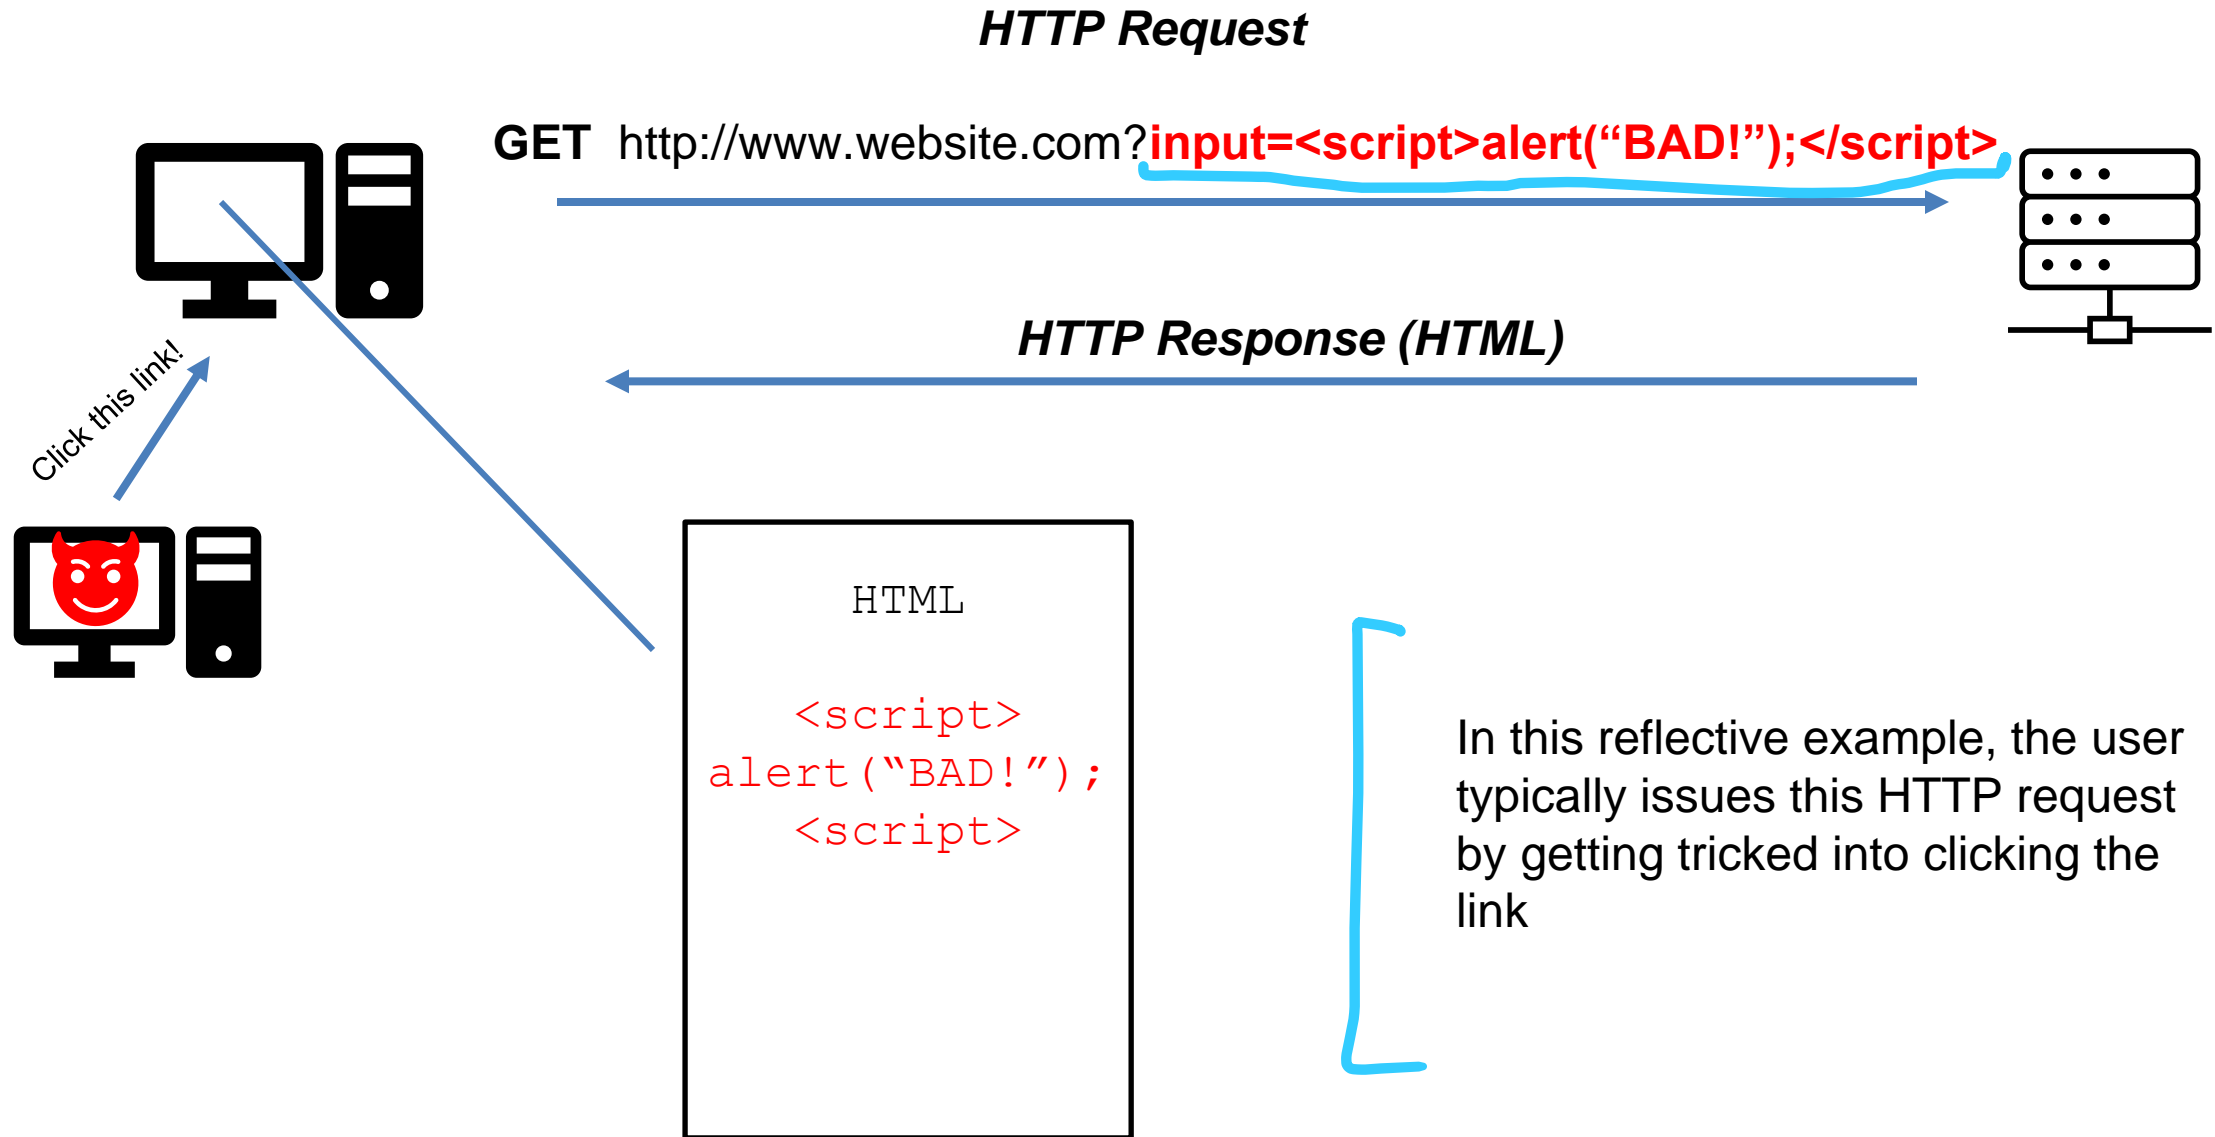 HTTP Request
GET http://www.website.com?input=<script>alert(“BAD!”);</script>
HTTP Response (HTML)
Click this link!
HTML
<script>
alert(“BAD!”);
<script>
In this reflective example, the user
typically issues this HTTP request
by getting tricked into clicking the
link